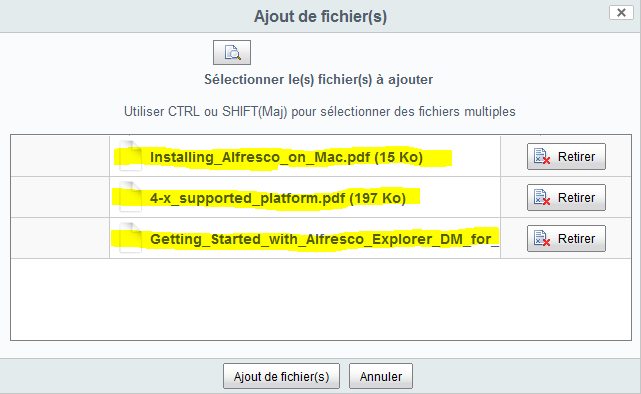 Ajout de fichier(s)
Sélectionner le(s) fichier(s) à ajouter
Utiliser CTRL ou SHIFT(Maj) pour sélectionner des fichiers multiples
Installing_Alfresco_on_Mac.pdf (15 Ko) Retirer
4-x_supported_platform.pdf (197 Ko) Retirer
Getting_Started_with_Alfresco_Explorer_DM_for_ Retirer
Ajout de fichier(s) Annuler